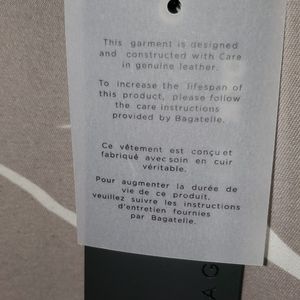 This garment is designed
and constructed with Care
in genuine leather.
To increase the lifespan of
this product, please follow
the care instructions
provided by Bagatelle.
Ce vêtement est conçu et
fabriqué avec soin en cuir
véritable.
Pour augmenter la durée de
vie de ce produit,
veuillez suivre les instructions
d'entretien fournies
par Bagatelle.
AG